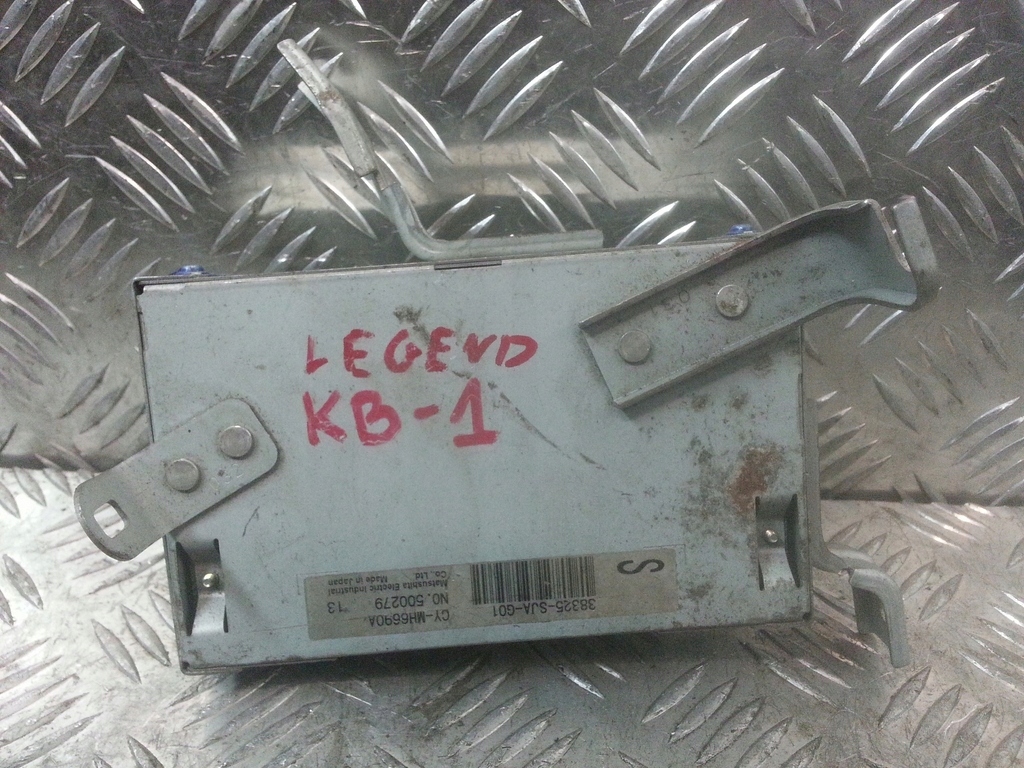 LEGEND
KB-1
S
38325-SJA-G01
CY-MH6690A
NO. 500279 13
Matsushita Electric Industrial
Co., Ltd. Made in Japan